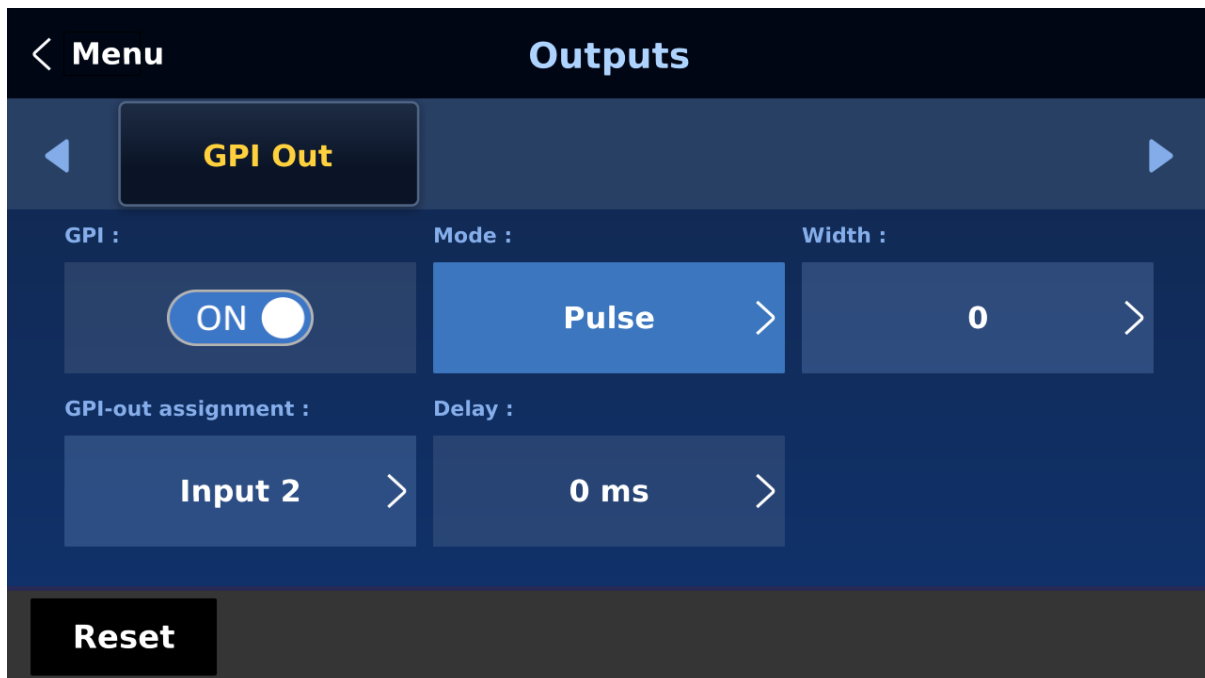 Menu
Outputs
GPI Out
GPI :
Mode :
Width :
ON
Pulse
0
GPI-out assignment :
Delay :
Input 2
0 ms
Reset